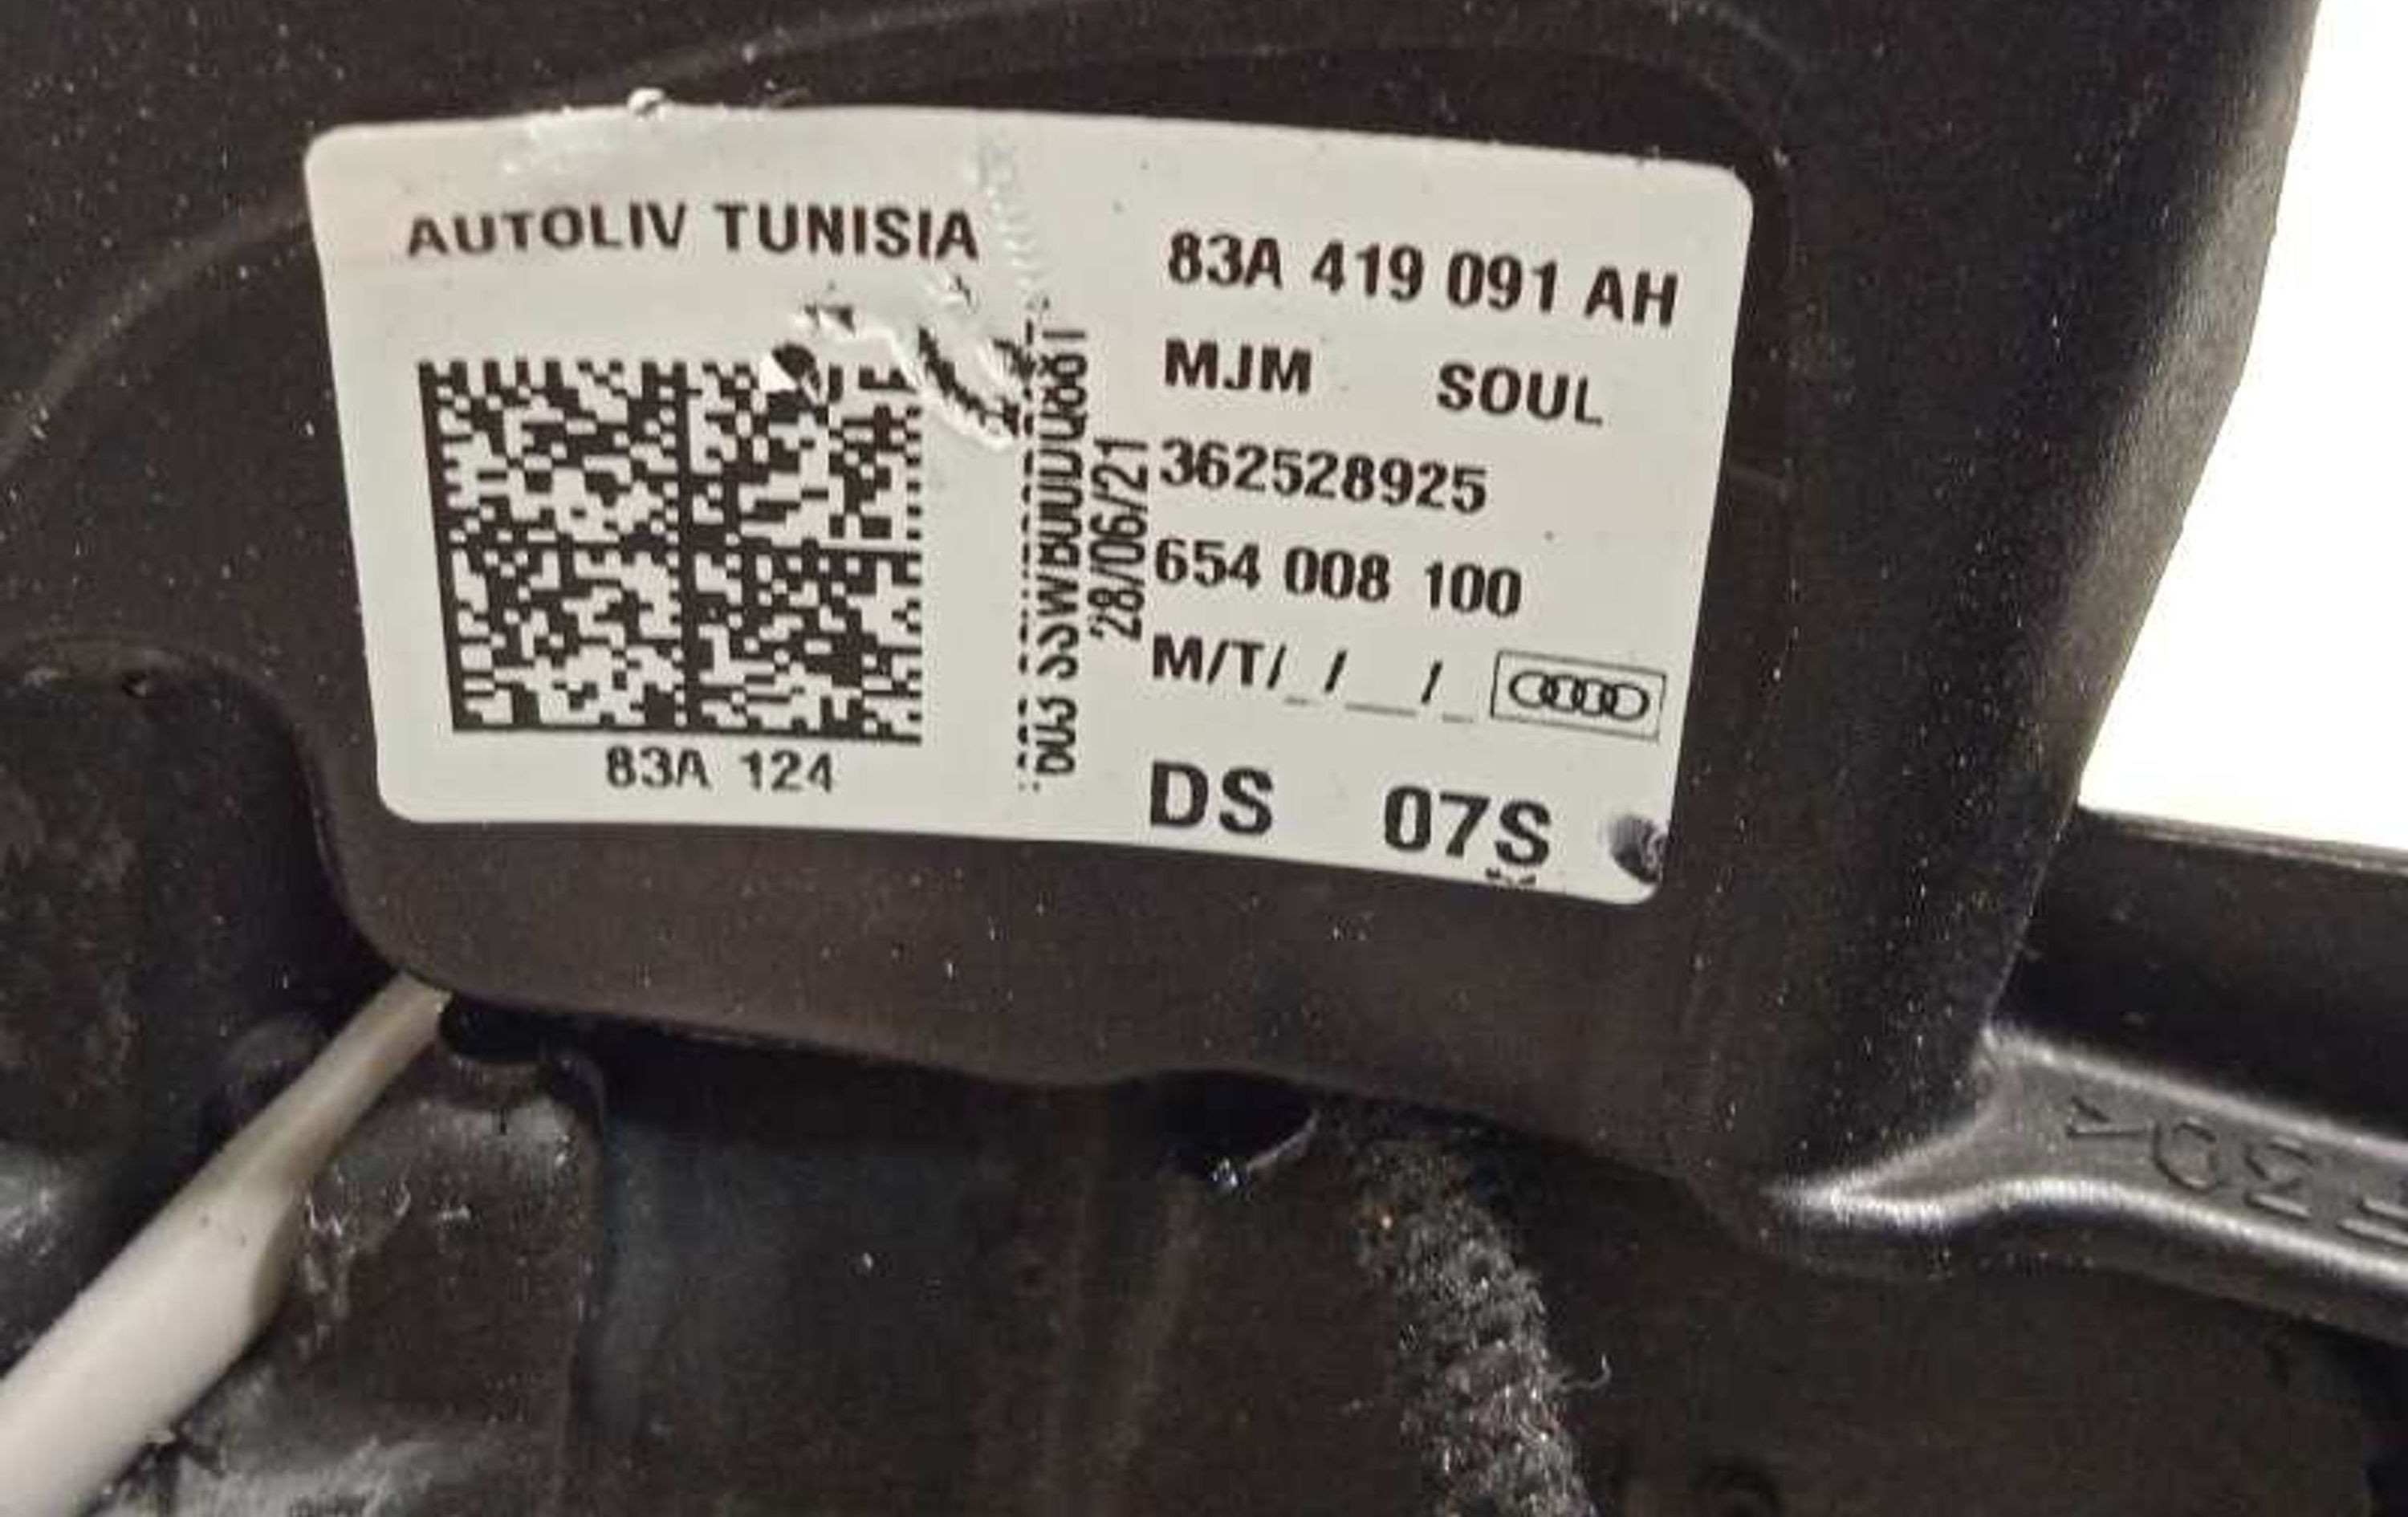 AUTOLIV TUNISIA
83A 124
28/06/21
83A 419 091 AH
MJM SOUL
362528925
654 008 100
M/T/_/__/_
DS 07S